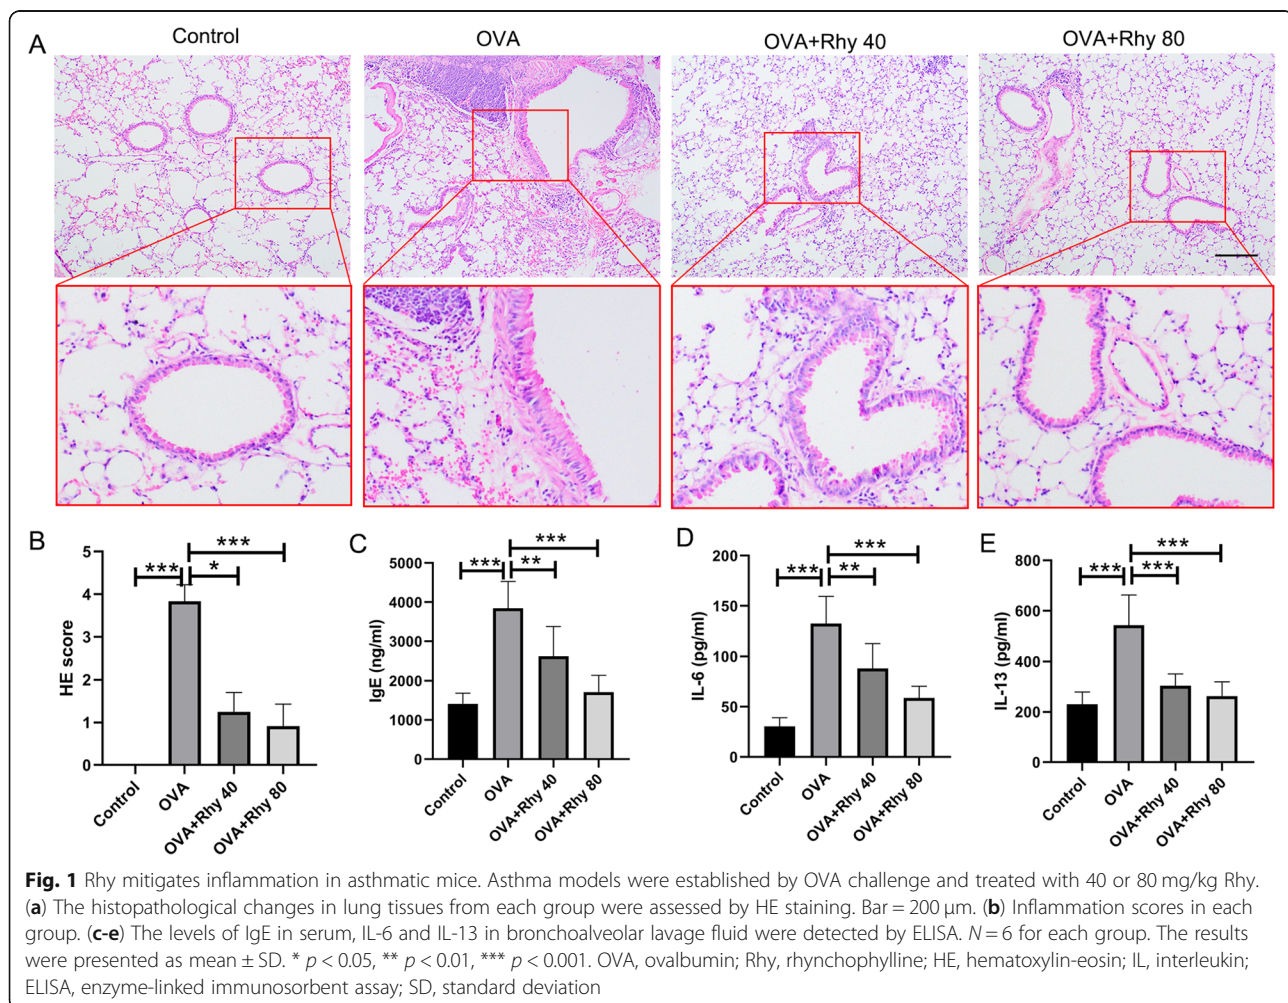 A
Control
OVA
OVA+Rhy 40
OVA+Rhy 80
B
HE score
5
4
3
2
1
0
***
*
***
Control
OVA
OVA+Rhy 40
OVA+Rhy 80
C
IgE (ng/ml)
5000
4000
3000
2000
1000
0
***
**
***
Control
OVA
OVA+Rhy 40
OVA+Rhy 80
D
IL-6 (pg/ml)
200
150
100
50
0
***
**
***
Control
OVA
OVA+Rhy 40
OVA+Rhy 80
E
IL-13 (pg/ml)
800
600
400
200
0
***
***
***
Control
OVA
OVA+Rhy 40
OVA+Rhy 80
Fig. 1 Rhy mitigates inflammation in asthmatic mice. Asthma models were established by OVA challenge and treated with 40 or 80 mg/kg Rhy.
(a) The histopathological changes in lung tissues from each group were assessed by HE staining. Bar = 200 μm. (b) Inflammation scores in each
group. (c-e) The levels of IgE in serum, IL-6 and IL-13 in bronchoalveolar lavage fluid were detected by ELISA. N = 6 for each group. The results
were presented as mean ± SD. * p < 0.05, ** p < 0.01, *** p < 0.001. OVA, ovalbumin; Rhy, rhynchophylline; HE, hematoxylin-eosin; IL, interleukin;
ELISA, enzyme-linked immunosorbent assay; SD, standard deviation